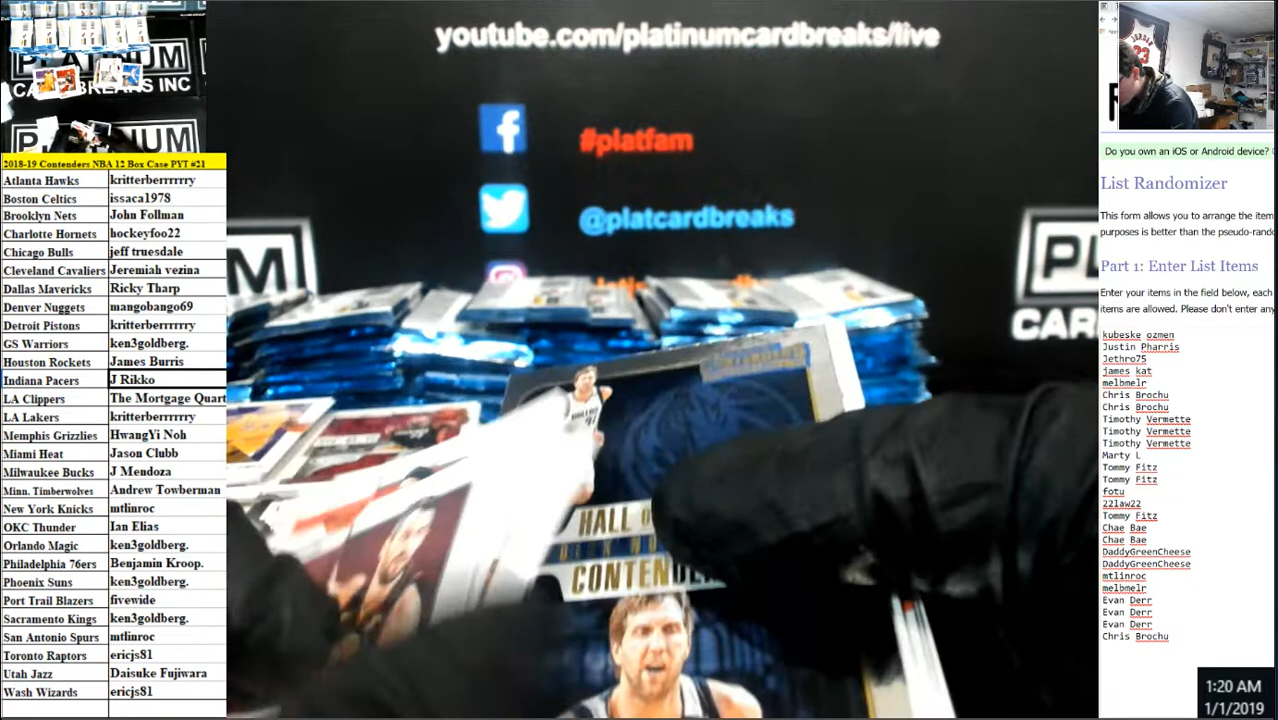 youtube.com/platinumcardbreaks/live
#platfam
@platcardbreaks
PLATINUM
2018-19 Contenders NBA 12 Box Case PYT #21
Atlanta Hawks kritterberrrrrry
Boston Celtics issaca1978
Brooklyn Nets John Follman
Charlotte Hornets hockeyfoo22
Chicago Bulls jeff truesdale
Cleveland Cavaliers Jeremiah vezina
Dallas Mavericks Ricky Tharp
Denver Nuggets mangobango69
Detroit Pistons kritterberrrrrry
GS Warriors ken3goldberg.
Houston Rockets James Burris
Indiana Pacers J Rikko
LA Clippers The Mortgage Quart
LA Lakers kritterberrrrrry
Memphis Grizzlies HwangYi Noh
Miami Heat Jason Clubb
Milwaukee Bucks J Mendoza
Minn. Timberwolves Andrew Towberman
New York Knicks mtlinroc
OKC Thunder Ian Elias
Orlando Magic ken3goldberg.
Philadelphia 76ers Benjamin Kroop.
Phoenix Suns ken3goldberg.
Port Trail Blazers fivewide
Sacramento Kings ken3goldberg.
San Antonio Spurs mtlinroc
Toronto Raptors ericjs81
Utah Jazz Daisuke Fujiwara
Wash Wizards ericjs81
HALL
CONTENDERS
JORDAN
23
Do you own an iOS or Android device?
List Randomizer
This form allows you to arrange the item
purposes is better than the pseudo-rando
Part 1: Enter List Items
Enter your items in the field below, each
items are allowed. Please don't enter any
kubeske ozmen
Justin Pharris
Jethro75
james kat
melbmelr
Chris Brochu
Chris Brochu
Timothy Vermette
Timothy Vermette
Timothy Vermette
Marty L
Tommy Fitz
Tommy Fitz
fotu
22law22
Tommy Fitz
Chae Bae
Chae Bae
DaddyGreenCheese
DaddyGreenCheese
mtlinroc
melbmelr
Evan Derr
Evan Derr
Evan Derr
Chris Brochu
1:20 AM
1/1/2019